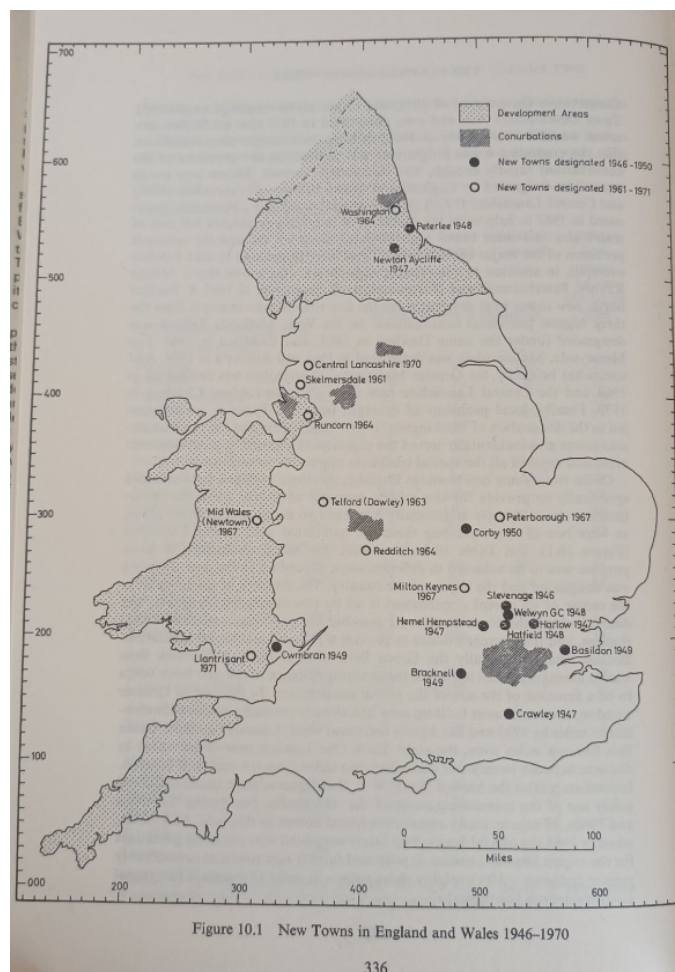 700
Development Areas
Conurbations
New Towns designated 1946-1950
New Towns designated 1961-1971
600
Washington
1964
Peterlee 1948
Newton Aycliffe
1947
500
Central Lancashire 1970
Skelmersdale 1961
400
Runcorn 1964
Telford (Dawley) 1963
300
Mid Wales
(Newtown)
1967
Peterborough 1967
Corby 1950
Redditch 1964
Milton Keynes
1967
Stevenage 1946
Welwyn GC 1948
Hemel Hempstead
1947
Harlow 1947
Hatfield 1948
200
Basildon 1949
Llantrisant
1971
Cwmbran 1949
Bracknell
1949
Crawley 1947
100
0 50 100
Miles
000
200 300 400 500 600
Figure 10.1 New Towns in England and Wales 1946–1970
336